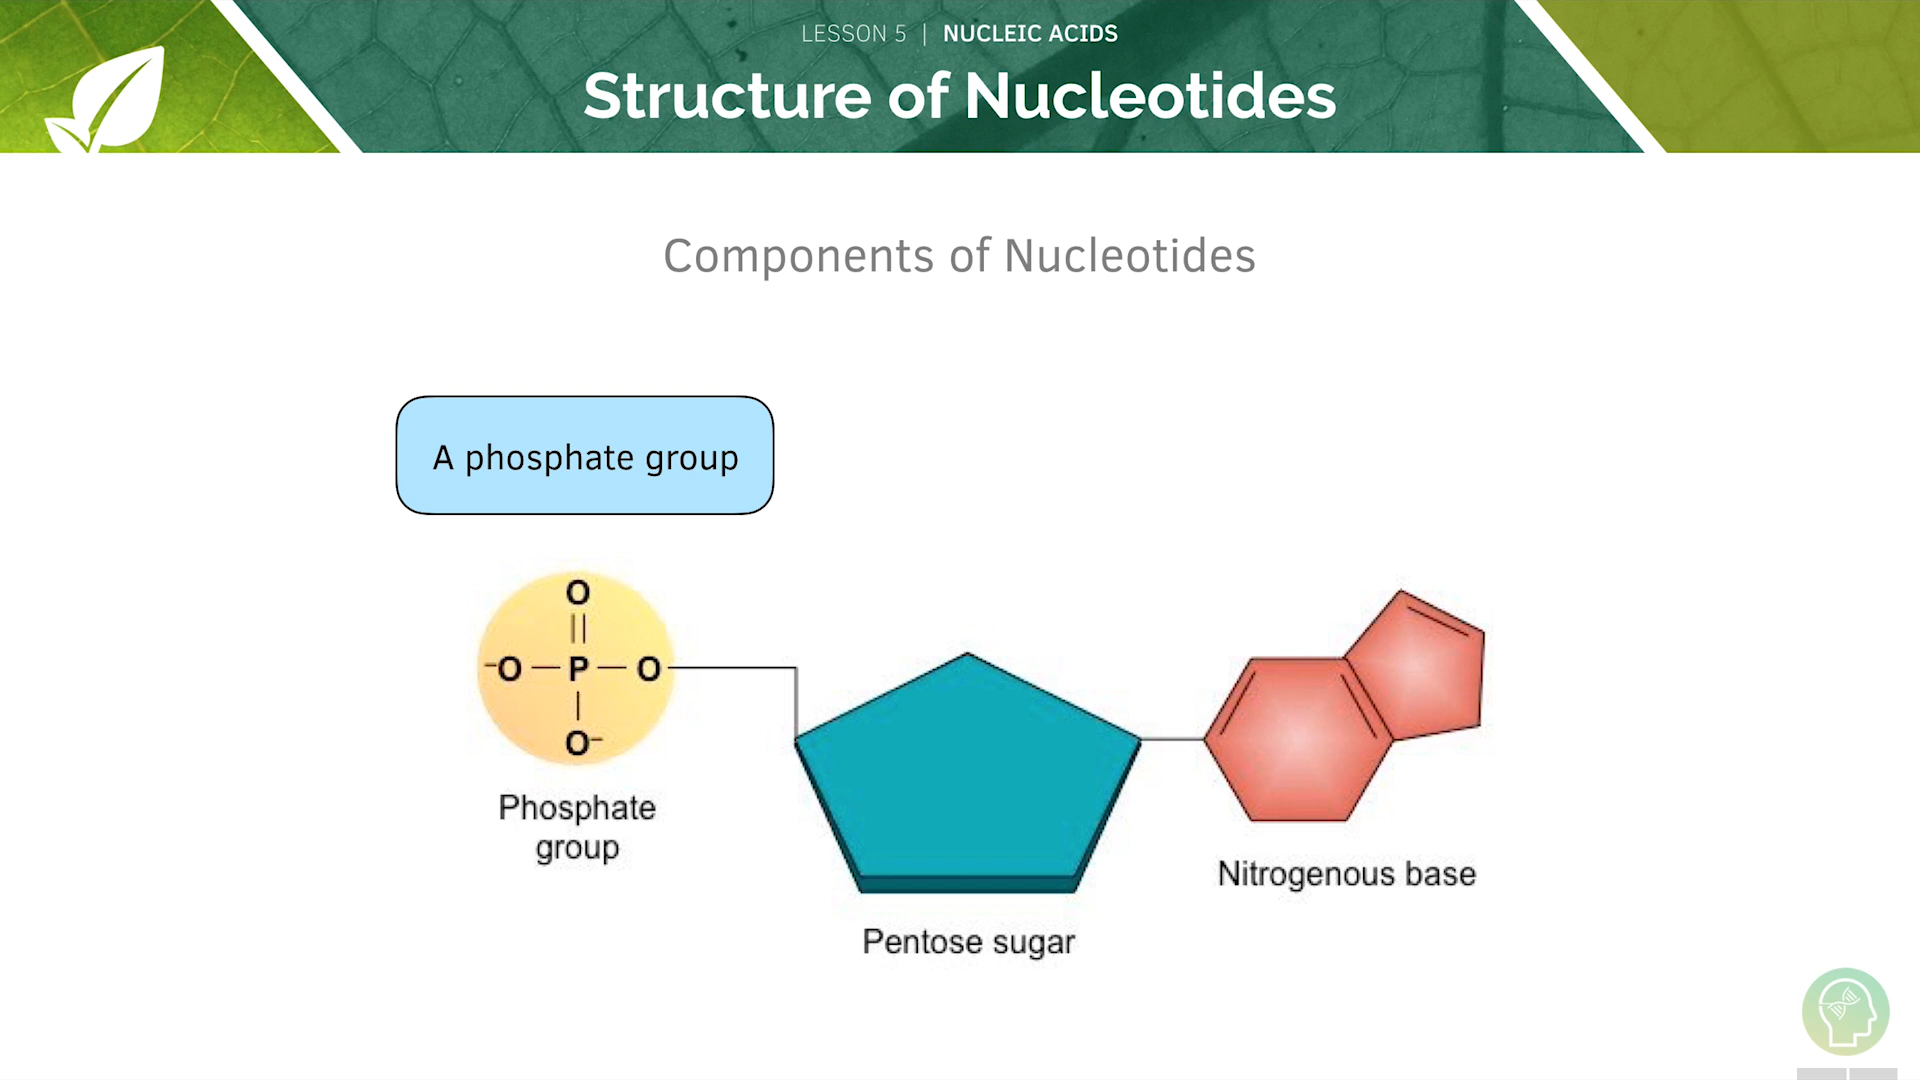 LESSON 5 | NUCLEIC ACIDS
Structure of Nucleotides
Components of Nucleotides
A phosphate group
O
⁻O — P — O
O⁻
Phosphate
group
Nitrogenous base
Pentose sugar